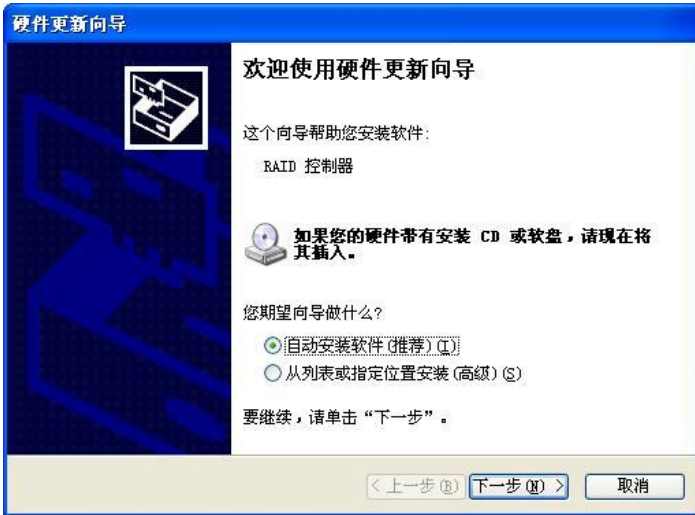 硬件更新向导
欢迎使用硬件更新向导
这个向导帮助您安装软件:
RAID 控制器
如果您的硬件带有安装 CD 或软盘，请现在将
其插入。
您期望向导做什么?
自动安装软件(推荐)(I)
从列表或指定位置安装(高级)(S)
要继续，请单击“下一步”。
< 上一步(B) 下一步(N) > 取消